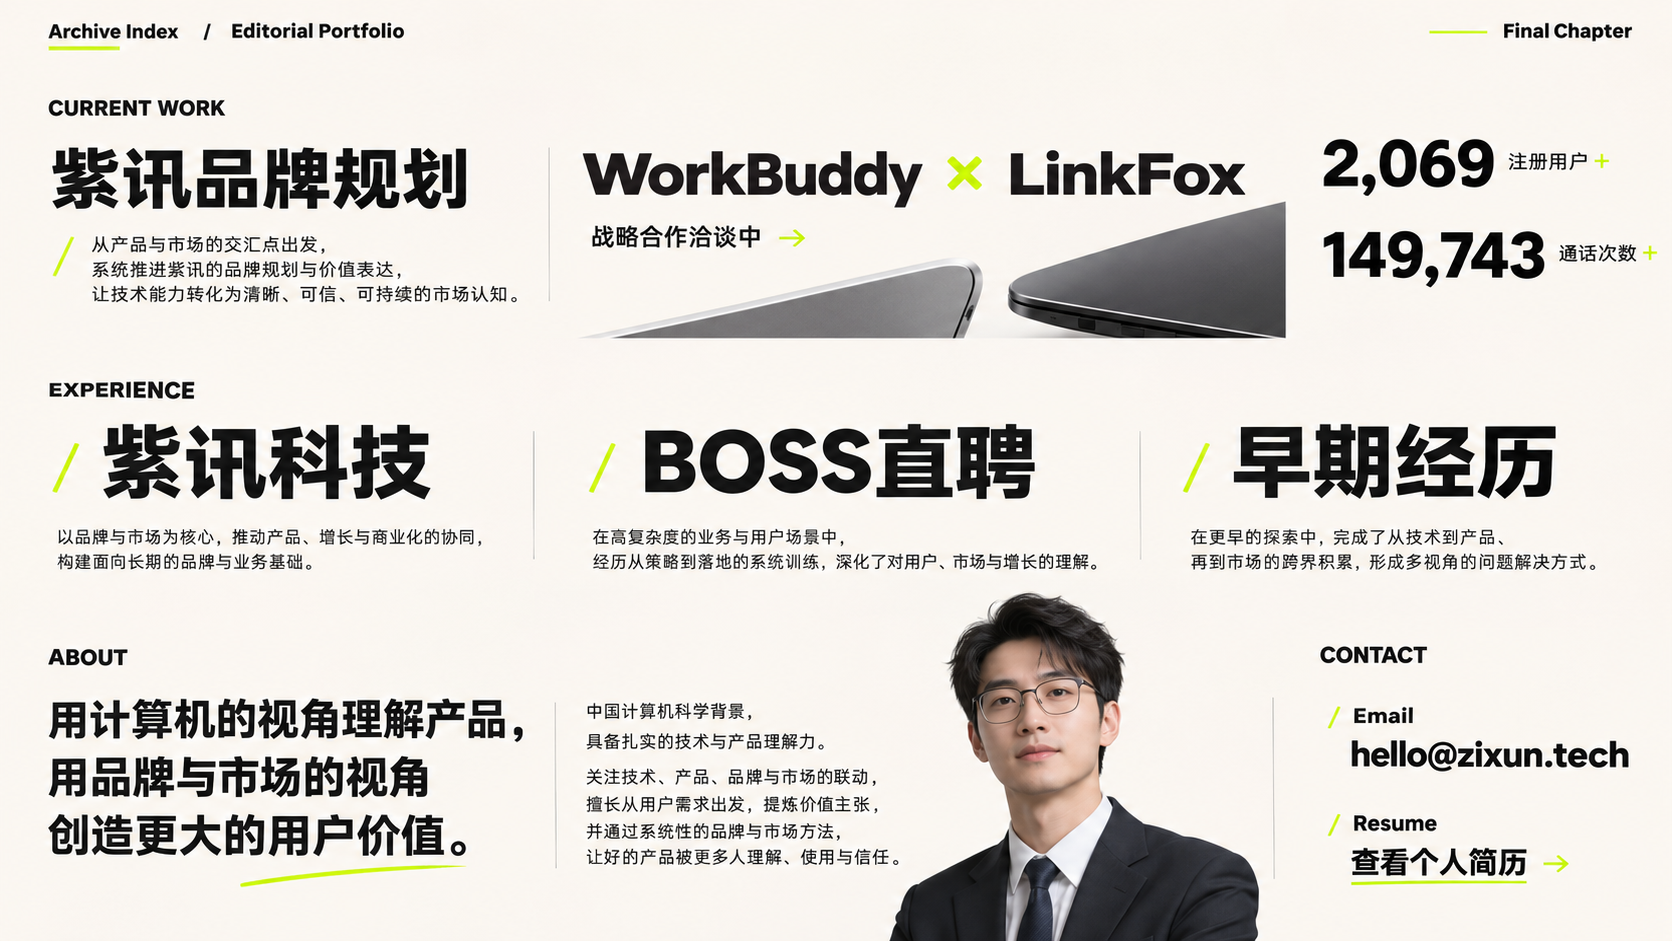 Archive Index / Editorial Portfolio
Final Chapter
CURRENT WORK
紫讯品牌规划
从产品与市场的交汇点出发，
系统推进紫讯的品牌规划与价值表达，
让技术能力转化为清晰、可信、可持续的市场认知。
WorkBuddy × LinkFox
战略合作洽谈中 →
2,069 注册用户 +
149,743 通话次数 +
EXPERIENCE
/ 紫讯科技
以品牌与市场为核心，推动产品、增长与商业化的协同，
构建面向长期的品牌与业务基础。
/ BOSS直聘
在高复杂度的业务与用户场景中，
经历从策略到落地的系统训练，深化了对用户、市场与增长的理解。
/ 早期经历
在更早的探索中，完成了从技术到产品、
再到市场的跨界积累，形成多视角的问题解决方式。
ABOUT
用计算机的视角理解产品，
用品牌与市场的视角
创造更大的用户价值。
中国计算机科学背景，
具备扎实的技术与产品理解力。
关注技术、产品、品牌与市场的联动，
擅长从用户需求出发，提炼价值主张，
并通过系统性的品牌与市场方法，
让好的产品被更多人理解、使用与信任。
CONTACT
/ Email
hello@zixun.tech
/ Resume
查看个人简历 →